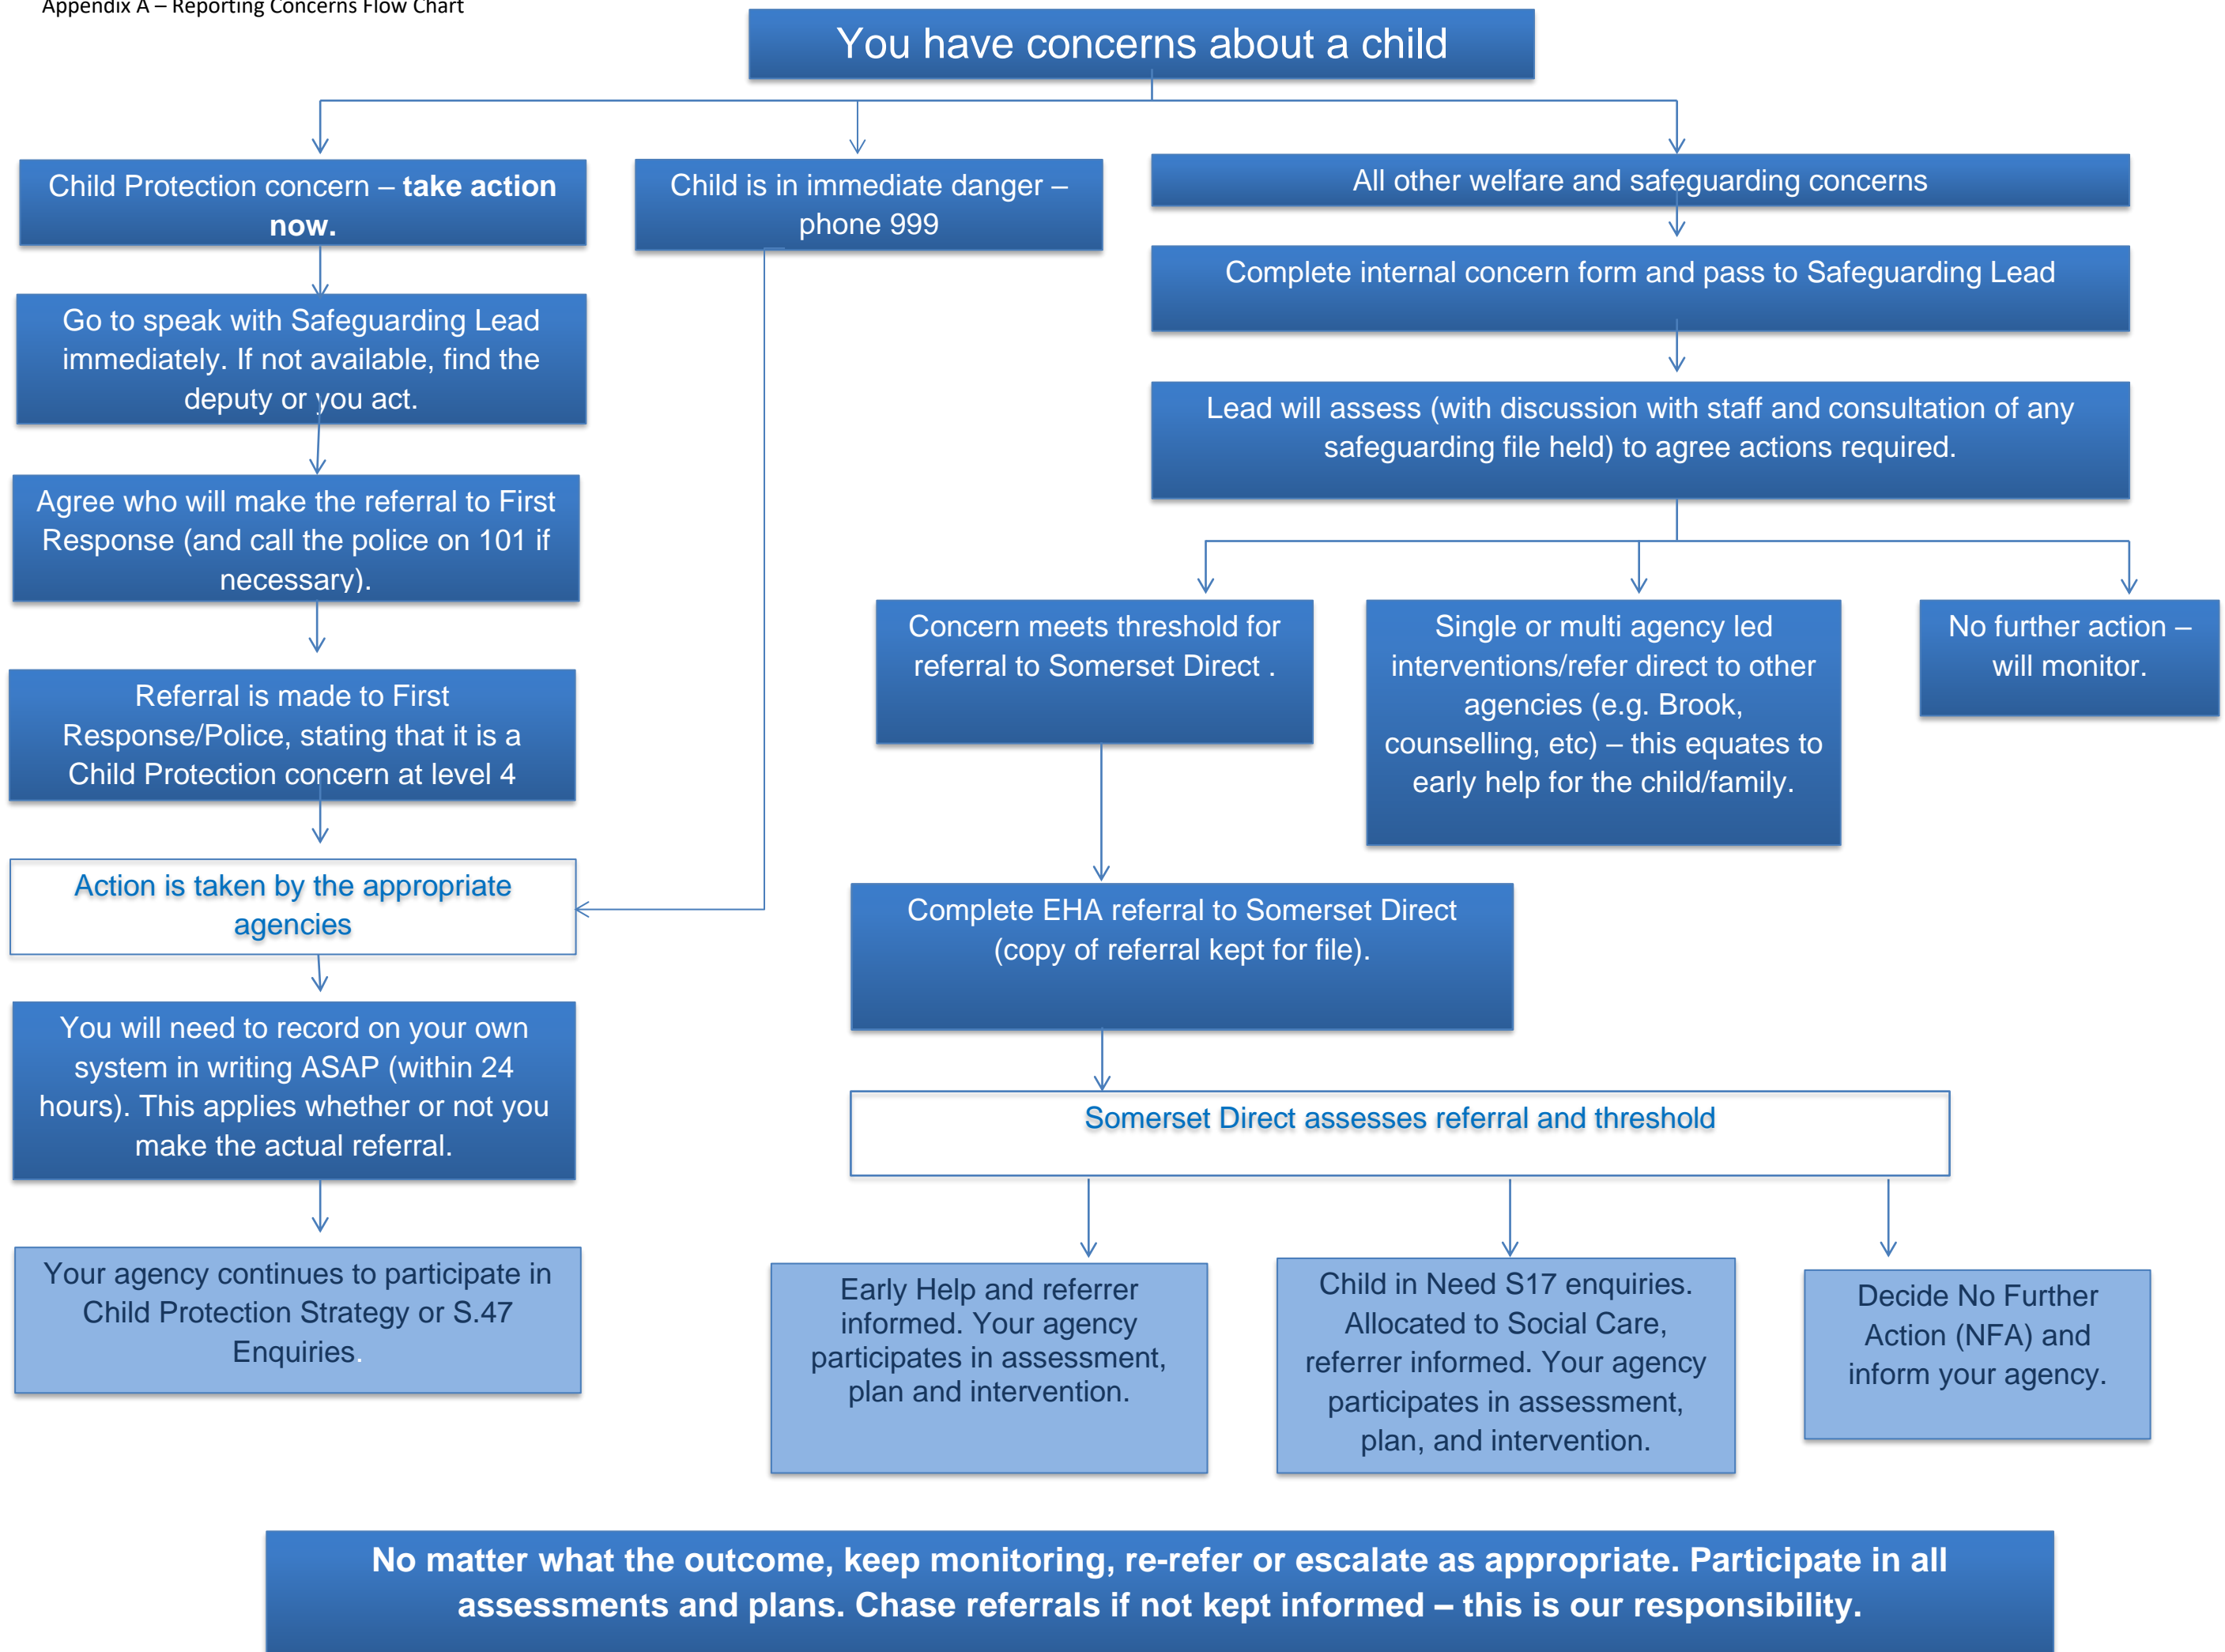 Appendix A – Reporting Concerns Flow Chart
You have concerns about a child
Child Protection concern – take action
now.
Child is in immediate danger –
phone 999
All other welfare and safeguarding concerns
Go to speak with Safeguarding Lead
immediately. If not available, find the
deputy or you act.
Complete internal concern form and pass to Safeguarding Lead
Lead will assess (with discussion with staff and consultation of any
safeguarding file held) to agree actions required.
Agree who will make the referral to First
Response (and call the police on 101 if
necessary).
Concern meets threshold for
referral to Somerset Direct .
Single or multi agency led
interventions/refer direct to other
agencies (e.g. Brook,
counselling, etc) – this equates to
early help for the child/family.
No further action –
will monitor.
Referral is made to First
Response/Police, stating that it is a
Child Protection concern at level 4
Action is taken by the appropriate
agencies
Complete EHA referral to Somerset Direct
(copy of referral kept for file).
You will need to record on your own
system in writing ASAP (within 24
hours). This applies whether or not you
make the actual referral.
Somerset Direct assesses referral and threshold
Your agency continues to participate in
Child Protection Strategy or S.47
Enquiries.
Early Help and referrer
informed. Your agency
participates in assessment,
plan and intervention.
Child in Need S17 enquiries.
Allocated to Social Care,
referrer informed. Your agency
participates in assessment,
plan, and intervention.
Decide No Further
Action (NFA) and
inform your agency.
No matter what the outcome, keep monitoring, re-refer or escalate as appropriate. Participate in all
assessments and plans. Chase referrals if not kept informed – this is our responsibility.